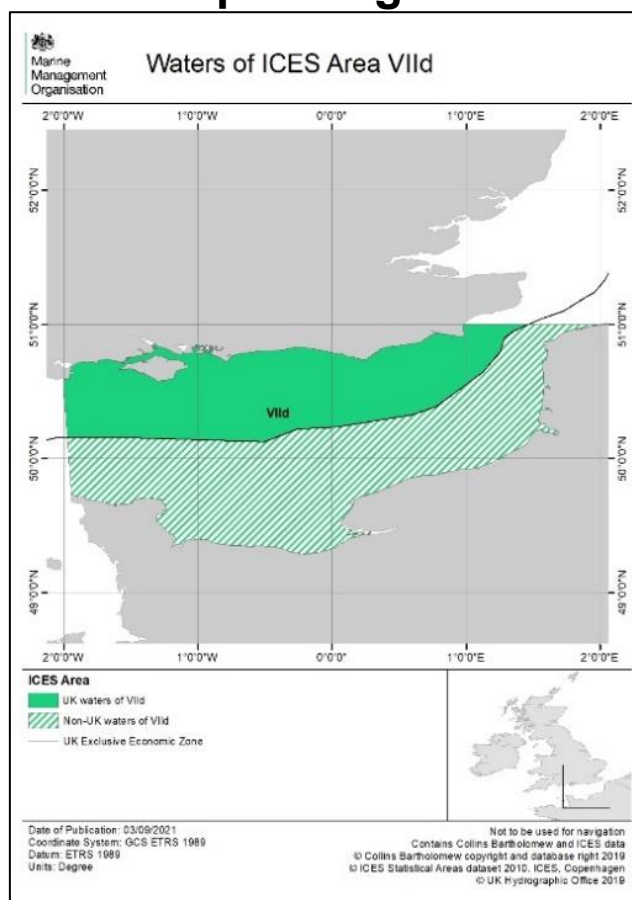 Marine
Management
Organisation
Waters of ICES Area VIId
2°0'0"W 1°0'0"W 0°0'0" 1°0'0"E 2°0'0"E
52°0'0"N 52°0'0"N
51°0'0"N 51°0'0"N
VIId
50°0'0"N 50°0'0"N
49°0'0"N 49°0'0"N
2°0'0"W 1°0'0"W 0°0'0" 1°0'0"E 2°0'0"E
ICES Area
UK waters of VIId
Non-UK waters of VIId
UK Exclusive Economic Zone
Date of Publication: 03/09/2021
Coordinate System: GCS ETRS 1989
Datum: ETRS 1989
Units: Degree
Not to be used for navigation
Contains Collins Bartholomew and ICES data
© Collins Bartholomew copyright and database right 2019
© ICES Statistical Areas dataset 2010. ICES, Copenhagen
© UK Hydrographic Office 2019